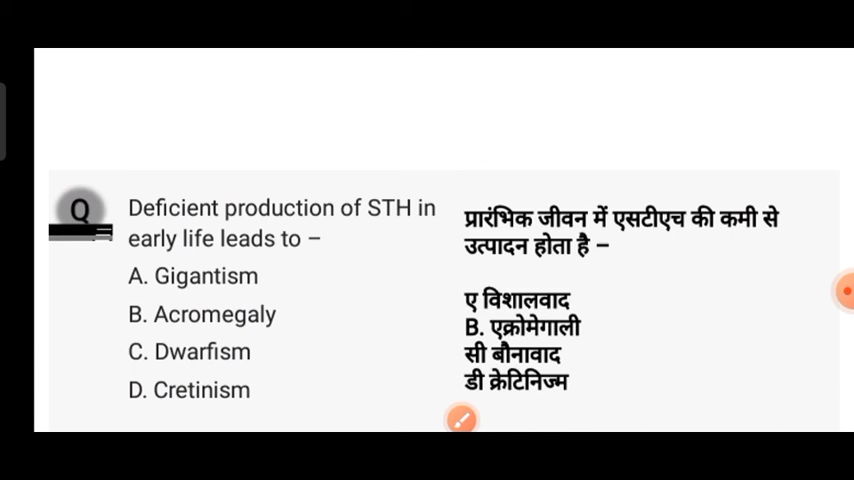 Q
Deficient production of STH in
early life leads to –
A. Gigantism
B. Acromegaly
C. Dwarfism
D. Cretinism
प्रारंभिक जीवन में एसटीएच की कमी से
उत्पादन होता है –
ए विशालवाद
B. एक्रोमेगाली
सी बौनावाद
डी क्रेटिनिज्म